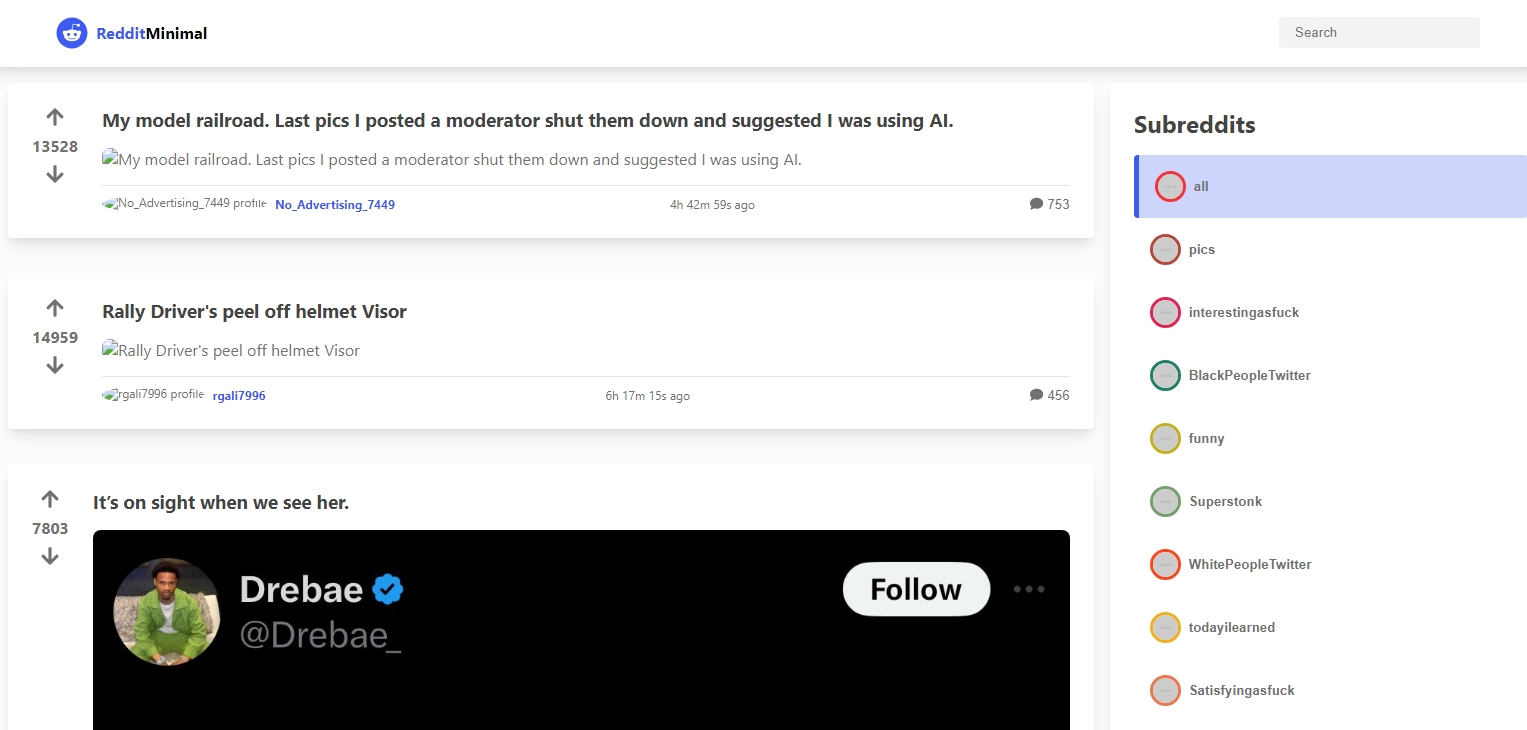 RedditMinimal
Search
My model railroad. Last pics I posted a moderator shut them down and suggested I was using AI.
13528
My model railroad. Last pics I posted a moderator shut them down and suggested I was using AI.
No_Advertising_7449 profile No_Advertising_7449 4h 42m 59s ago 753
Rally Driver's peel off helmet Visor
14959
Rally Driver's peel off helmet Visor
rgali7996 profile rgali7996 6h 17m 15s ago 456
It’s on sight when we see her.
7803
Drebae
@Drebae_
Follow
Subreddits
all
pics
interestingasfuck
BlackPeopleTwitter
funny
Superstonk
WhitePeopleTwitter
todayilearned
Satisfyingasfuck